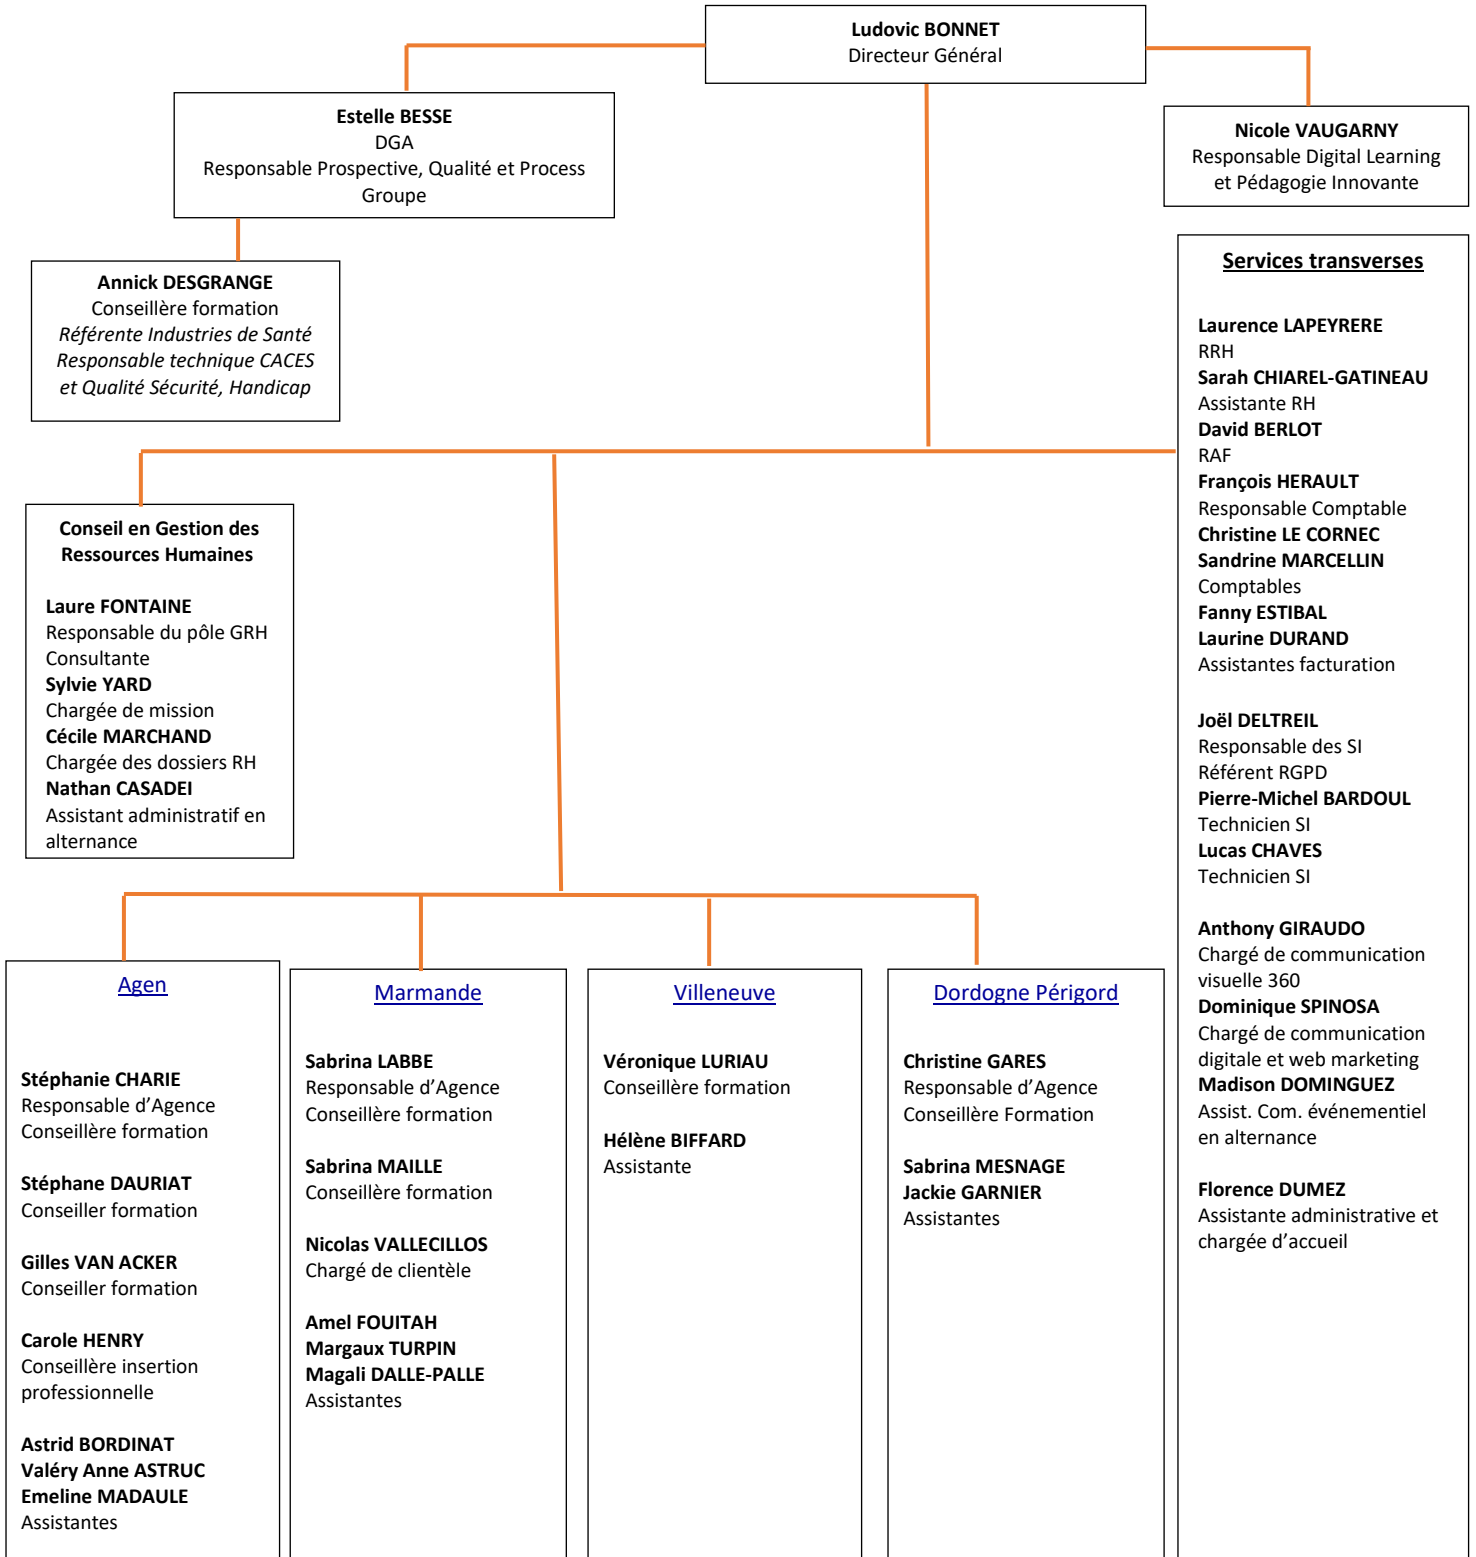 Ludovic BONNET
Directeur Général
Estelle BESSE
DGA
Responsable Prospective, Qualité et Process
Groupe
Nicole VAUGARNY
Responsable Digital Learning
et Pédagogie Innovante
Annick DESGRANGE
Conseillère formation
Référente Industries de Santé
Responsable technique CACES
et Qualité Sécurité, Handicap
Services transverses
Laurence LAPEYRERE
RRH
Sarah CHIAREL-GATINEAU
Assistante RH
David BERLOT
RAF
François HERAULT
Responsable Comptable
Christine LE CORNEC
Sandrine MARCELLIN
Comptables
Fanny ESTIBAL
Laurine DURAND
Assistantes facturation
Joël DELTREIL
Responsable des SI
Référent RGPD
Pierre-Michel BARDOUL
Technicien SI
Lucas CHAVES
Technicien SI
Anthony GIRAUDO
Chargé de communication
visuelle 360
Dominique SPINOSA
Chargé de communication
digitale et web marketing
Madison DOMINGUEZ
Assist. Com. événementiel
en alternance
Florence DUMEZ
Assistante administrative et
chargée d’accueil
Conseil en Gestion des
Ressources Humaines
Laure FONTAINE
Responsable du pôle GRH
Consultante
Sylvie YARD
Chargée de mission
Cécile MARCHAND
Chargée des dossiers RH
Nathan CASADEI
Assistant administratif en
alternance
Agen
Stéphanie CHARIE
Responsable d’Agence
Conseillère formation
Stéphane DAURIAT
Conseiller formation
Gilles VAN ACKER
Conseiller formation
Carole HENRY
Conseillère insertion
professionnelle
Astrid BORDINAT
Valéry Anne ASTRUC
Emeline MADAULE
Assistantes
Marmande
Sabrina LABBE
Responsable d’Agence
Conseillère formation
Sabrina MAILLE
Conseillère formation
Nicolas VALLECILLOS
Chargé de clientèle
Amel FOUITAH
Margaux TURPIN
Magali DALLE-PALLE
Assistantes
Villeneuve
Véronique LURIAU
Conseillère formation
Hélène BIFFARD
Assistante
Dordogne Périgord
Christine GARES
Responsable d’Agence
Conseillère Formation
Sabrina MESNAGE
Jackie GARNIER
Assistantes